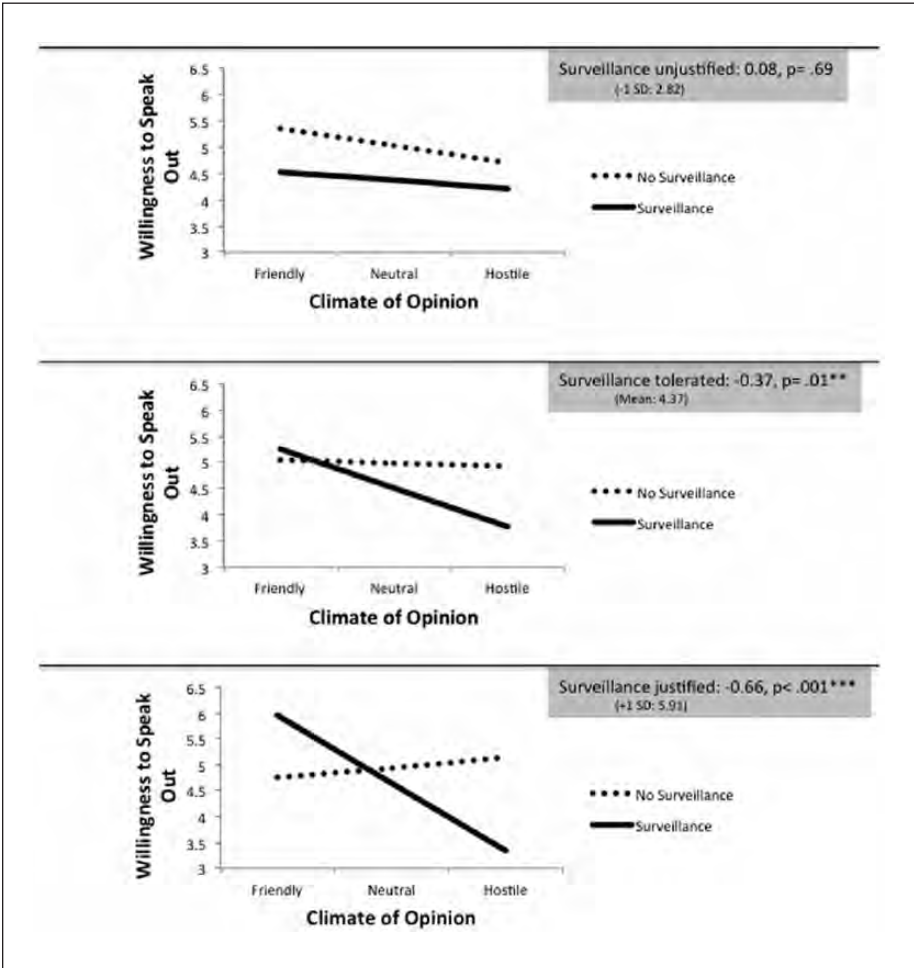 Surveillance unjustified: 0.08, p= .69
(-1 SD: 2.82)
Willingness to Speak
Out
6.5
6
5.5
5
4.5
4
3.5
3
Friendly Neutral Hostile
Climate of Opinion
No Surveillance
Surveillance
Surveillance tolerated: -0.37, p= .01**
(Mean: 4.37)
Willingness to Speak
Out
6.5
6
5.5
5
4.5
4
3.5
3
Friendly Neutral Hostile
Climate of Opinion
No Surveillance
Surveillance
Surveillance justified: -0.66, p< .001***
(+1 SD: 5.91)
Willingness to Speak
Out
6.5
6
5.5
5
4.5
4
3.5
3
Friendly Neutral Hostile
Climate of Opinion
No Surveillance
Surveillance